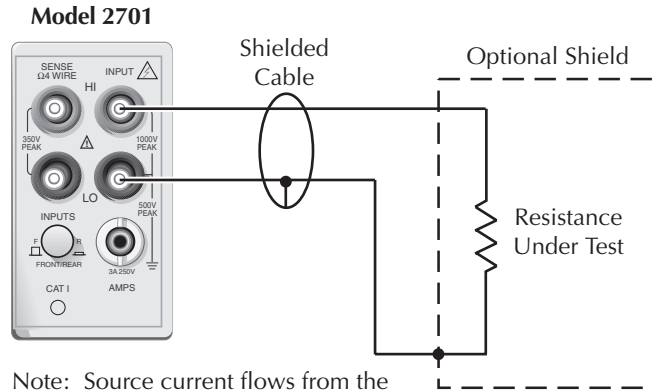 Model 2701
SENSE
Ω4 WIRE
INPUT
HI
350V
PEAK
1000V
PEAK
LO
500V
PEAK
INPUTS
F
R
FRONT/REAR
3A 250V
CAT I
AMPS
Shielded
Cable
Optional Shield
Resistance
Under Test
Note: Source current flows from the